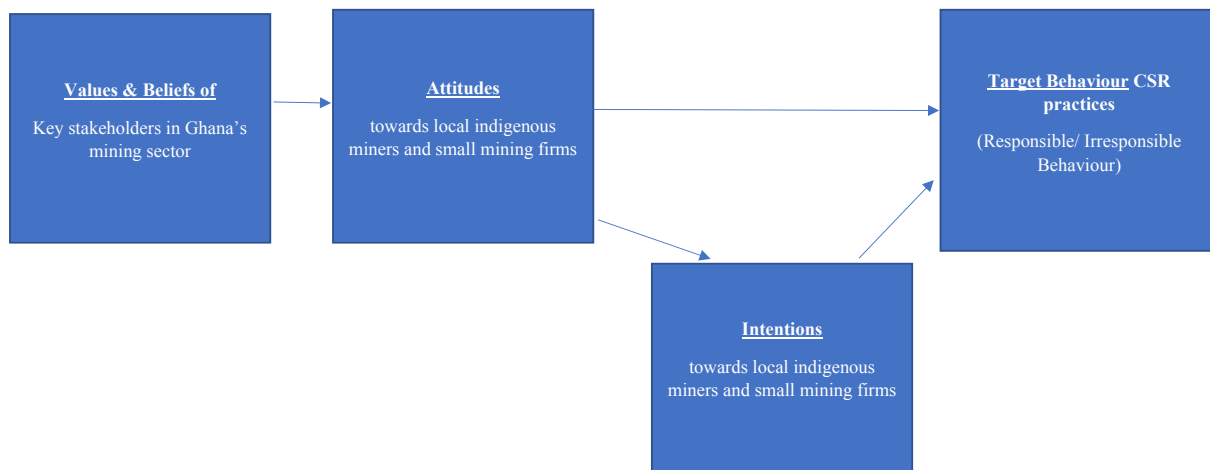 Values & Beliefs of
Key stakeholders in Ghana’s
mining sector
Attitudes
towards local indigenous
miners and small mining firms
Target Behaviour CSR
practices
(Responsible/ Irresponsible
Behaviour)
Intentions
towards local indigenous
miners and small mining firms